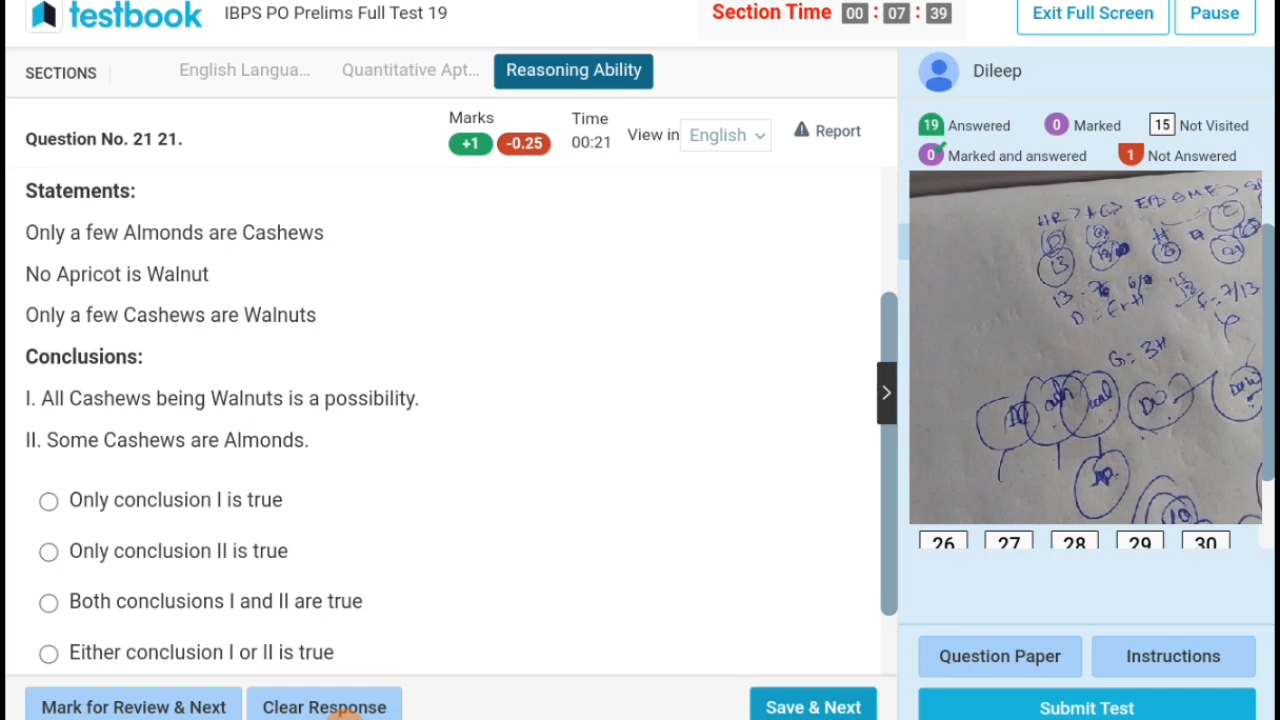 testbook
IBPS PO Prelims Full Test 19
Section Time 00 : 07 : 39
Exit Full Screen
Pause
SECTIONS
English Langua...
Quantitative Apt...
Reasoning Ability
Dileep
Question No. 21 21.
Marks
+1 -0.25
Time
00:21
View in English
Report
19 Answered
0 Marked
15 Not Visited
0 Marked and answered
1 Not Answered
Statements:
Only a few Almonds are Cashews
No Apricot is Walnut
Only a few Cashews are Walnuts
Conclusions:
I. All Cashews being Walnuts is a possibility.
II. Some Cashews are Almonds.
Only conclusion I is true
Only conclusion II is true
Both conclusions I and II are true
Either conclusion I or II is true
G = 3H
26 27 28 29 30
Question Paper
Instructions
Mark for Review & Next
Clear Response
Save & Next
Submit Test